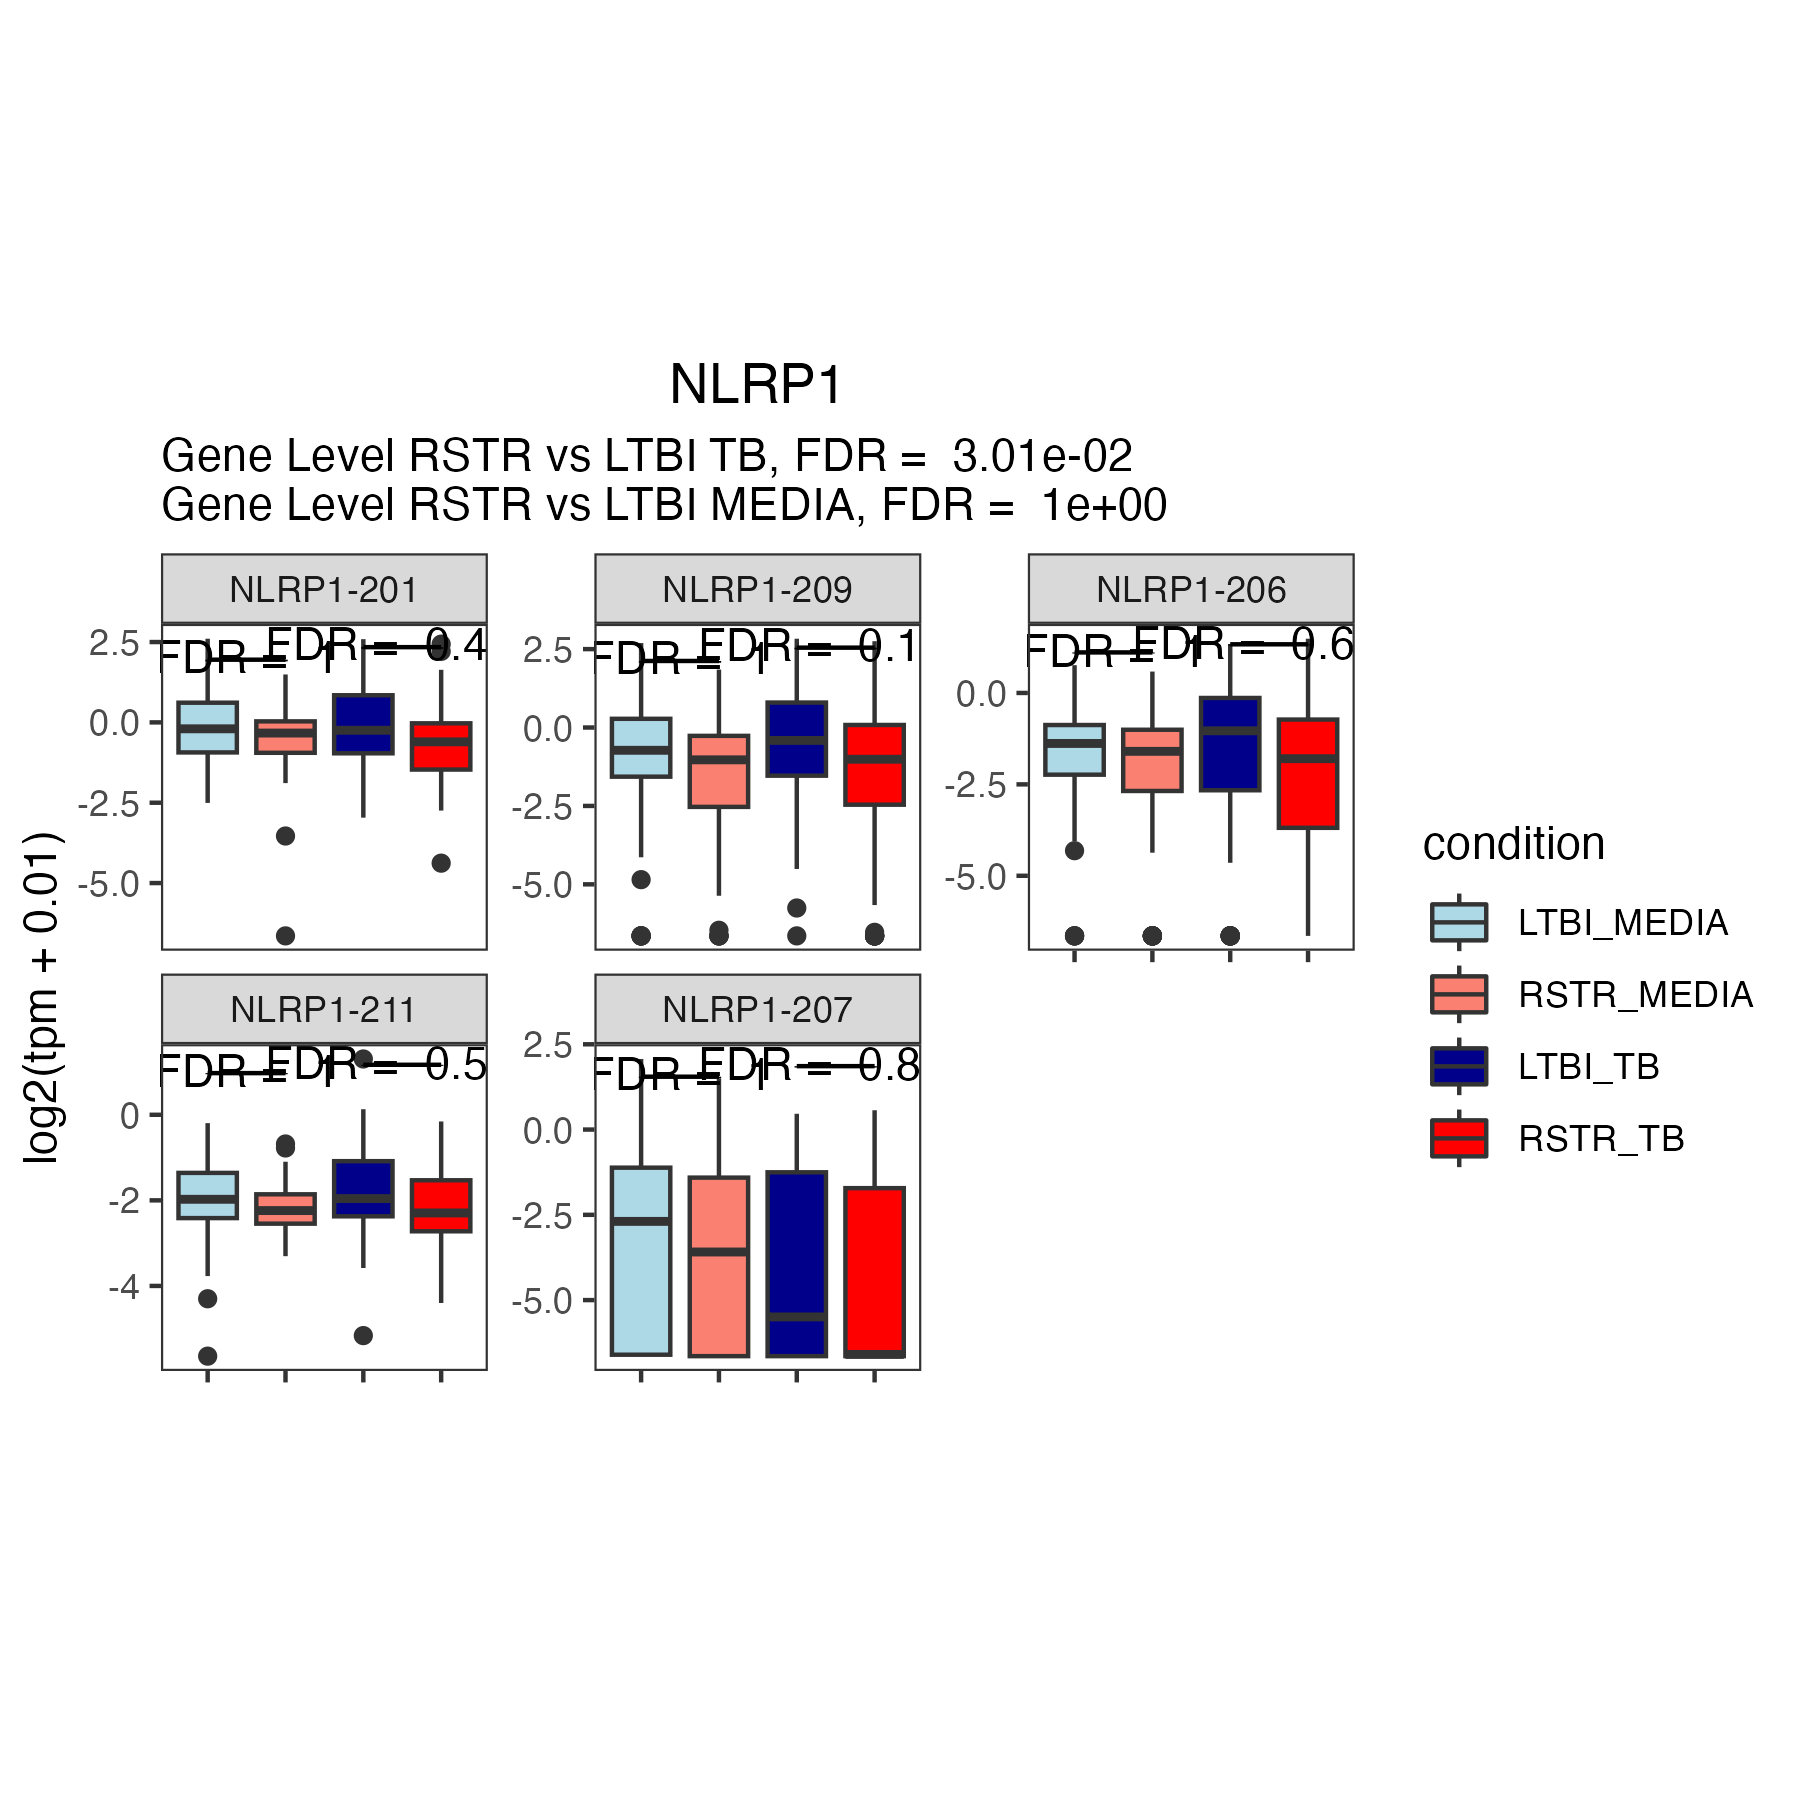 NLRP1
Gene Level RSTR vs LTBI TB, FDR = 3.01e-02
Gene Level RSTR vs LTBI MEDIA, FDR = 1e+00
log2(tpm + 0.01)
NLRP1-201
FDR = 1
FDR = 0.4
2.5
0.0
-2.5
-5.0
NLRP1-209
FDR = 1
FDR = 0.1
2.5
0.0
-2.5
-5.0
NLRP1-206
FDR = 1
FDR = 0.6
0.0
-2.5
-5.0
NLRP1-211
FDR = 1
FDR = 0.5
0
-2
-4
NLRP1-207
FDR = 1
FDR = 0.8
2.5
0.0
-2.5
-5.0
condition
LTBI_MEDIA
RSTR_MEDIA
LTBI_TB
RSTR_TB